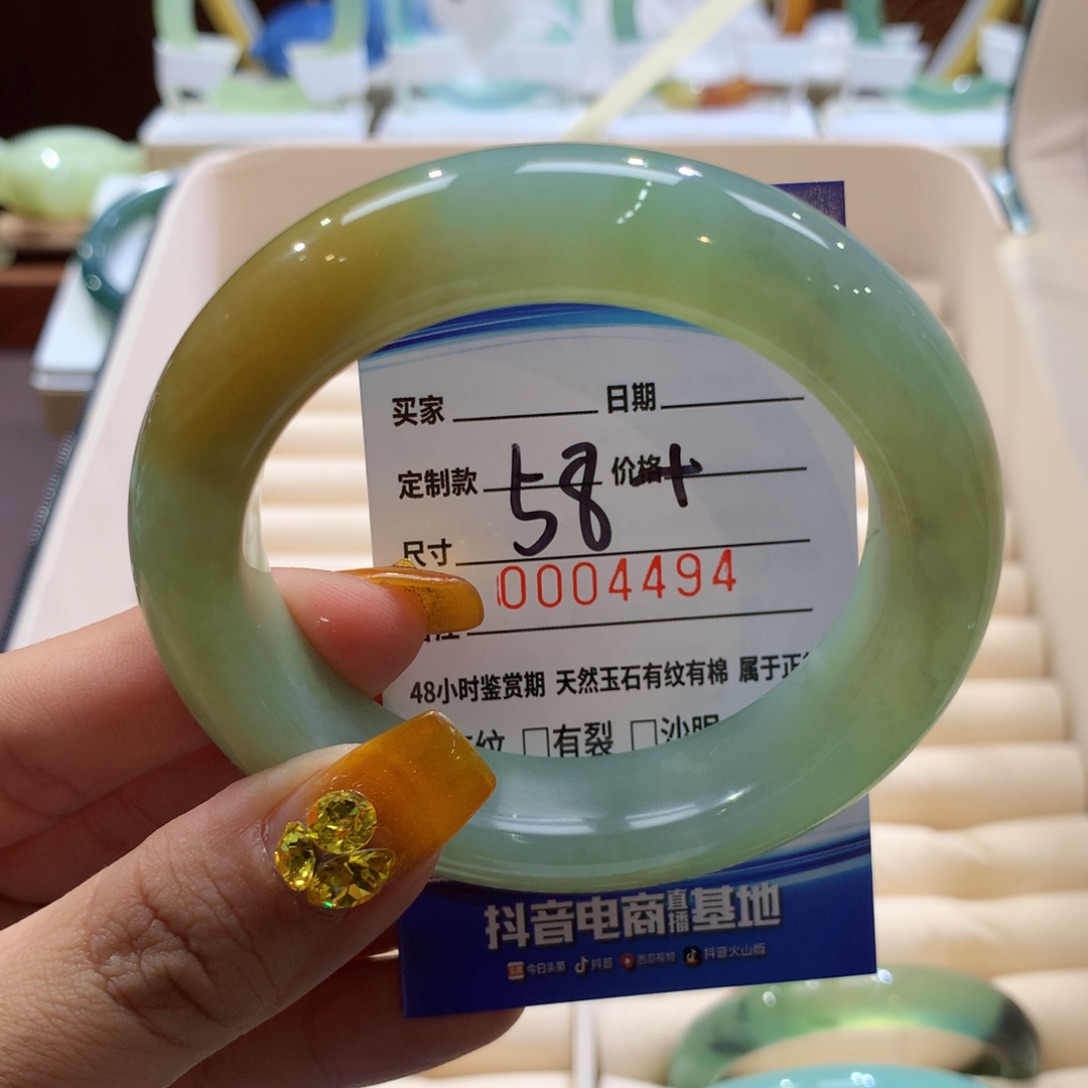 买家 日期
定制款 58 价格 +
尺寸
0004494
48小时鉴赏期 天然玉石有纹有棉 属于正
纹 □有裂 □沙眼
抖音电商直播基地
今日头条 抖音 西瓜视频 抖音火山版